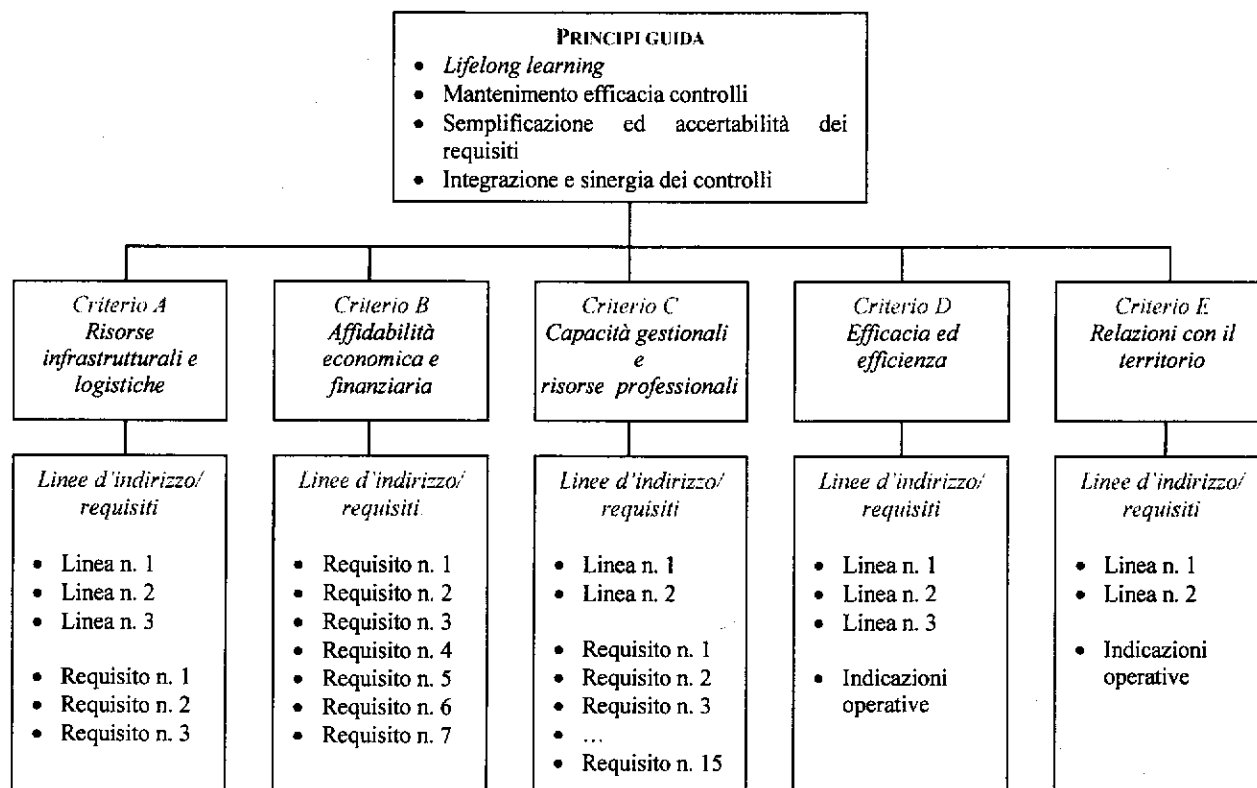 PRINCIPI GUIDA
• Lifelong learning
• Mantenimento efficacia controlli
• Semplificazione ed accertabilità dei
requisiti
• Integrazione e sinergia dei controlli
Criterio A
Risorse
infrastrutturali e
logistiche
Criterio B
Affidabilità
economica e
finanziaria
Criterio C
Capacità gestionali
e
risorse professionali
Criterio D
Efficacia ed
efficienza
Criterio E
Relazioni con il
territorio
Linee d'indirizzo/
requisiti
• Linea n. 1
• Linea n. 2
• Linea n. 3
• Requisito n. 1
• Requisito n. 2
• Requisito n. 3
Linee d'indirizzo/
requisiti
• Requisito n. 1
• Requisito n. 2
• Requisito n. 3
• Requisito n. 4
• Requisito n. 5
• Requisito n. 6
• Requisito n. 7
Linee d'indirizzo/
requisiti
• Linea n. 1
• Linea n. 2
• Requisito n. 1
• Requisito n. 2
• Requisito n. 3
• ...
• Requisito n. 15
Linee d'indirizzo/
requisiti
• Linea n. 1
• Linea n. 2
• Linea n. 3
• Indicazioni
operative
Linee d'indirizzo/
requisiti
• Linea n. 1
• Linea n. 2
• Indicazioni
operative